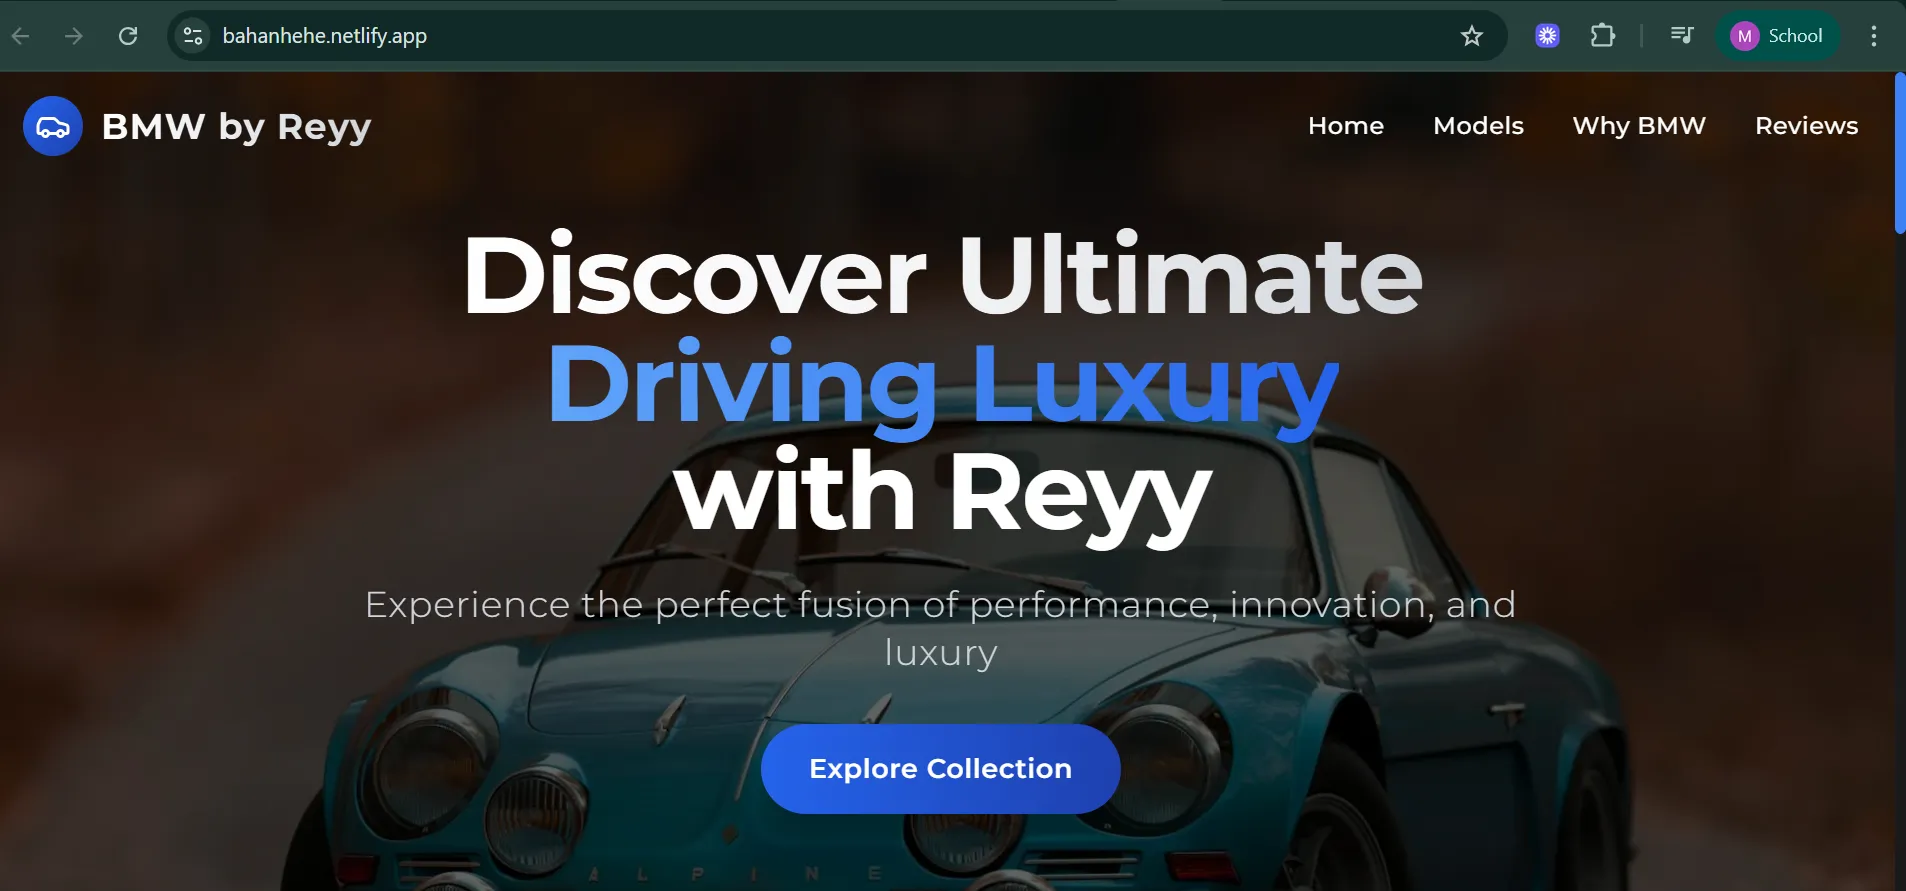 bahanhehe.netlify.app
M School
BMW by Reyy
Home Models Why BMW Reviews
Discover Ultimate
Driving Luxury
with Reyy
Experience the perfect fusion of performance, innovation, and
luxury
Explore Collection
ALPINE